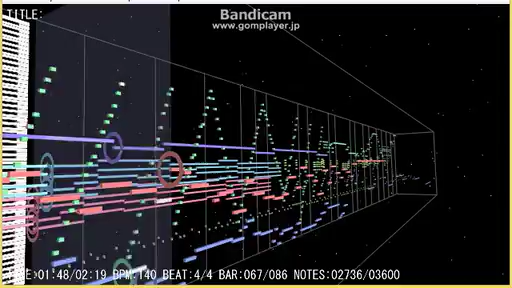 Bandicam
www.gomplayer.jp
TITLE:
TIME>01:48/02:19 BPM:140 BEAT:4/4 BAR:067/086 NOTES:02736/03600